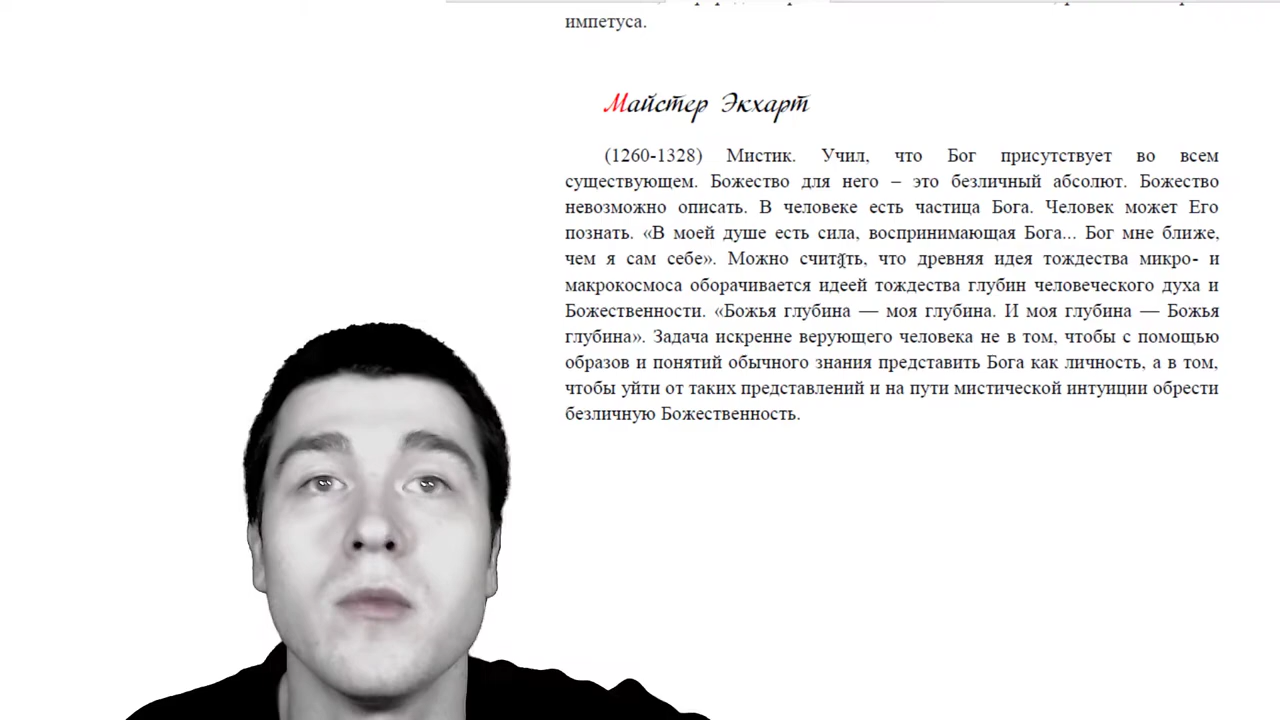 импетуса.
Майстер Экхарт
(1260-1328) Мистик. Учил, что Бог присутствует во всем
существующем. Божество для него – это безличный абсолют. Божество
невозможно описать. В человеке есть частица Бога. Человек может Его
познать. «В моей душе есть сила, воспринимающая Бога... Бог мне ближе,
чем я сам себе». Можно считать, что древняя идея тождества микро- и
макрокосмоса оборачивается идеей тождества глубин человеческого духа и
Божественности. «Божья глубина — моя глубина. И моя глубина — Божья
глубина». Задача искренне верующего человека не в том, чтобы с помощью
образов и понятий обычного знания представить Бога как личность, а в том,
чтобы уйти от таких представлений и на пути мистической интуиции обрести
безличную Божественность.